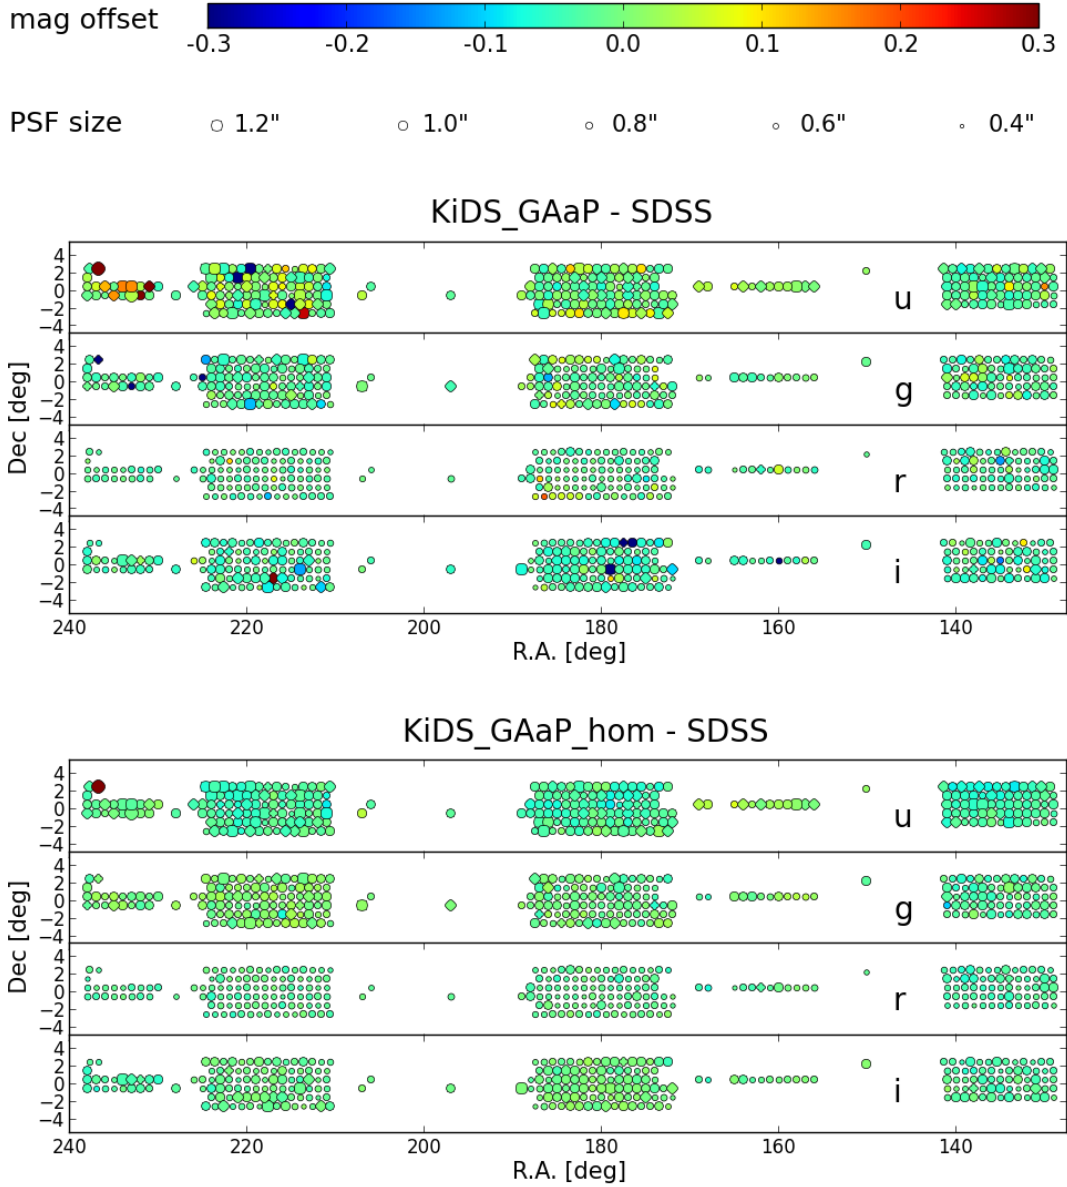 mag offset
-0.3 -0.2 -0.1 0.0 0.1 0.2 0.3
PSF size 1.2" 1.0" 0.8" 0.6" 0.4"
KiDS_GAaP - SDSS
4
2
0
−2
−4
u
4
2
0
−2
−4
g
4
2
0
−2
−4
r
4
2
0
−2
−4
i
Dec [deg]
240 220 200 180 160 140
R.A. [deg]
KiDS_GAaP_hom - SDSS
4
2
0
−2
−4
u
4
2
0
−2
−4
g
4
2
0
−2
−4
r
4
2
0
−2
−4
i
Dec [deg]
240 220 200 180 160 140
R.A. [deg]